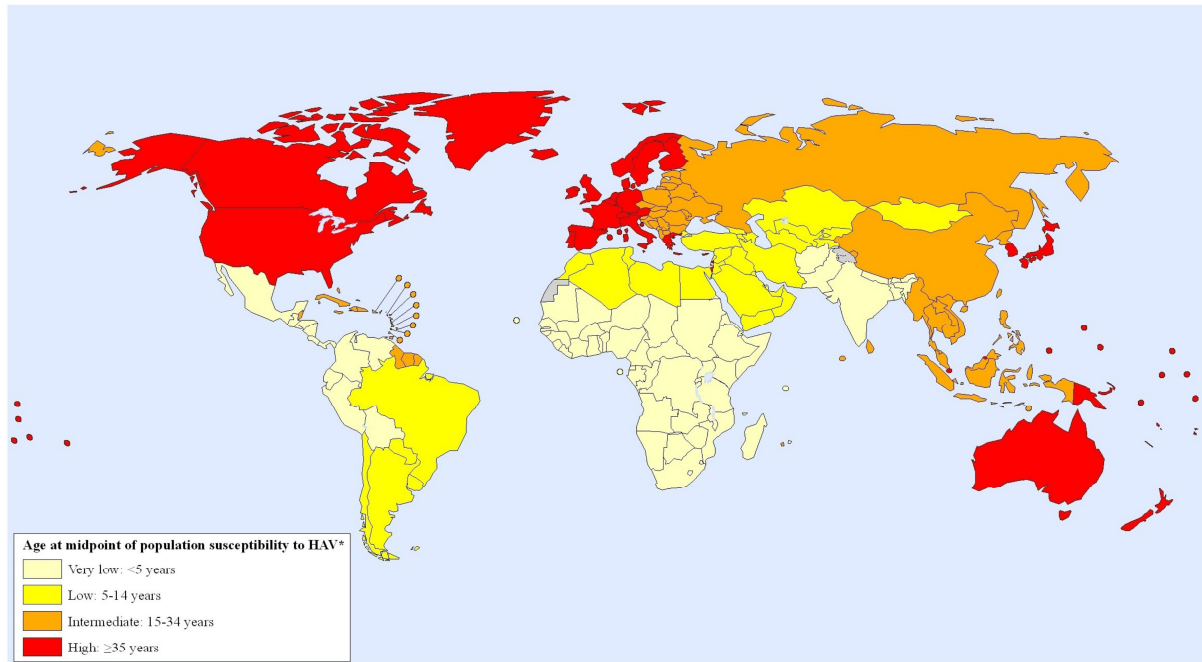 Age at midpoint of population susceptibility to HAV*
Very low: <5 years
Low: 5-14 years
Intermediate: 15-34 years
High: ≥35 years